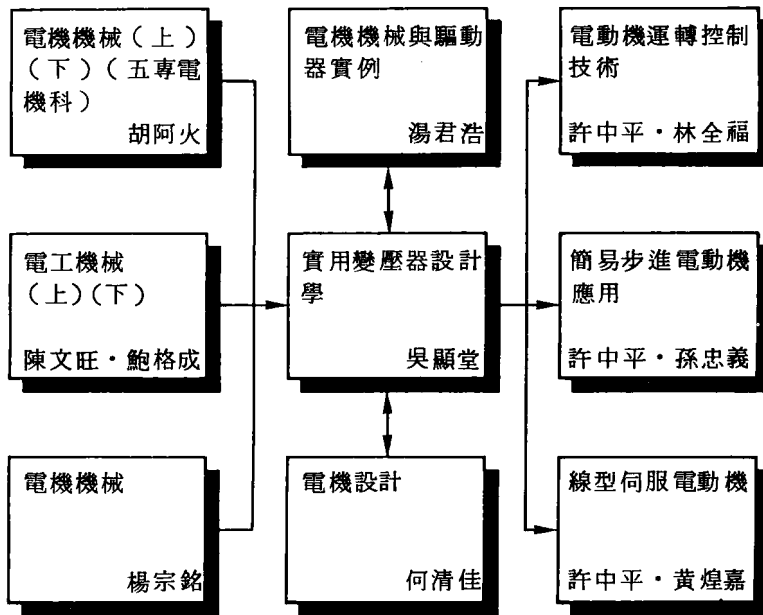 電機機械（上）
（下）（五專電
機科）
胡阿火
電機機械與驅動
器實例
湯君浩
電動機運轉控制
技術
許中平・林全福
電工機械
（上）（下）
陳文旺・鮑格成
實用變壓器設計
學
吳顯堂
簡易步進電動機
應用
許中平・孫忠義
電機機械
楊宗銘
電機設計
何清佳
線型伺服電動機
許中平・黃煌嘉